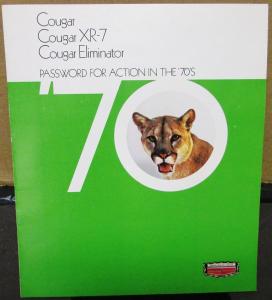 Cougar
Cougar XR-7
Cougar Eliminator
PASSWORD FOR ACTION IN THE '70'S
'70